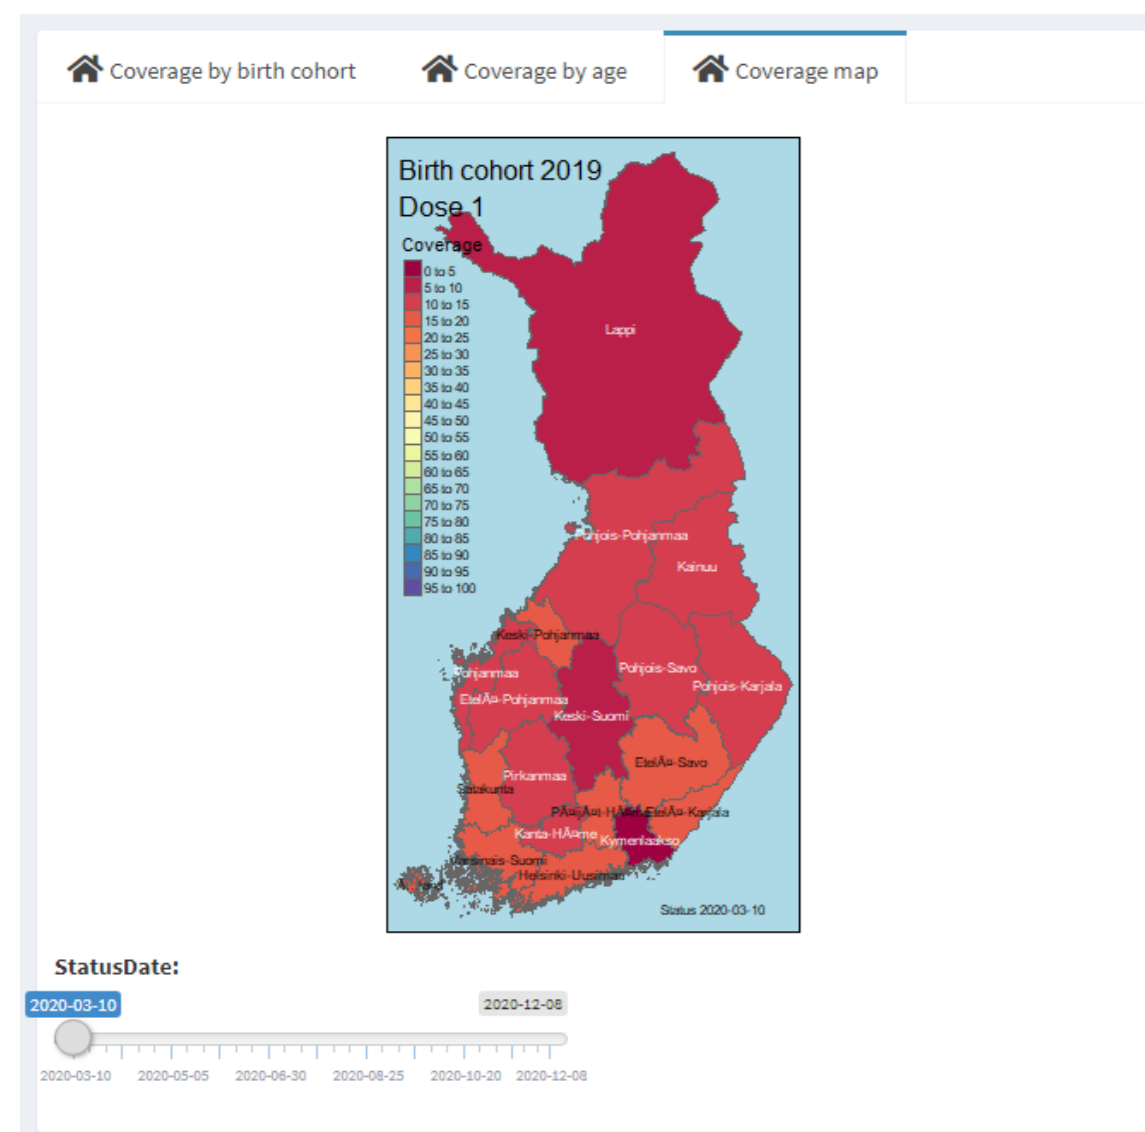 Coverage by birth cohort
Coverage by age
Coverage map
Birth cohort 2019
Dose 1
Coverage
0 to 5
5 to 10
10 to 15
15 to 20
20 to 25
25 to 30
30 to 35
35 to 40
40 to 45
45 to 50
50 to 55
55 to 60
60 to 65
65 to 70
70 to 75
75 to 80
80 to 85
85 to 90
90 to 95
95 to 100
Lappi
Pohjois-Pohjanmaa
Kainuu
Keski-Pohjanmaa
Pohjanmaa
Pohjois-Savo
Pohjois-Karjala
EtelÃ¤-Pohjanmaa
Keski-Suomi
EtelÃ¤-Savo
Pirkanmaa
Satakunta
EtelÃ¤-Karjala
Kanta-HÃ¤me
Kymenlaakso
Varsinais-Suomi
Helsinki-Uusimaa
Status 2020-03-10
StatusDate:
2020-03-10
2020-12-08
2020-03-10
2020-05-05
2020-06-30
2020-08-25
2020-10-20
2020-12-08